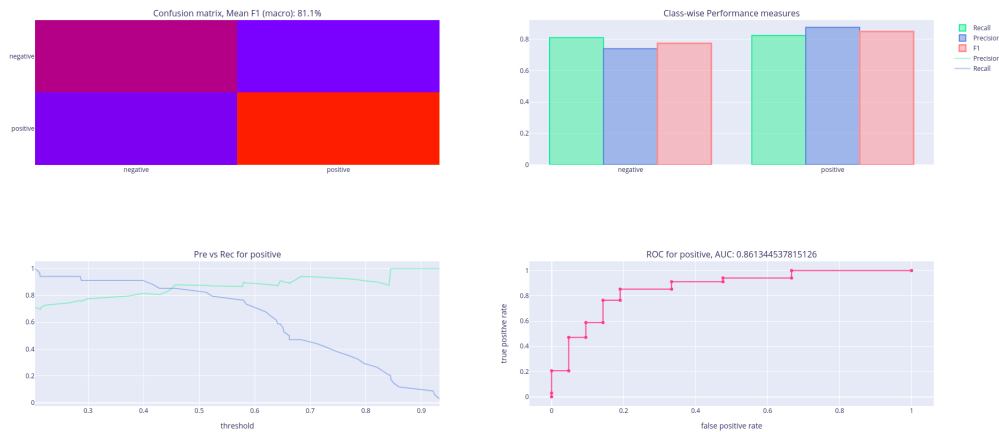 Confusion matrix, Mean F1 (macro): 81.1%
negative
positive
negative
positive
Class-wise Performance measures
0.8
0.6
0.4
0.2
0
negative
positive
Recall
Precision
F1
Precision
Recall
Pre vs Rec for positive
1
0.8
0.6
0.4
0.2
0
0.3
0.4
0.5
0.6
0.7
0.8
0.9
threshold
ROC for positive, AUC: 0.861344537815126
true positive rate
1
0.8
0.6
0.4
0.2
0
0
0.2
0.4
0.6
0.8
1
false positive rate